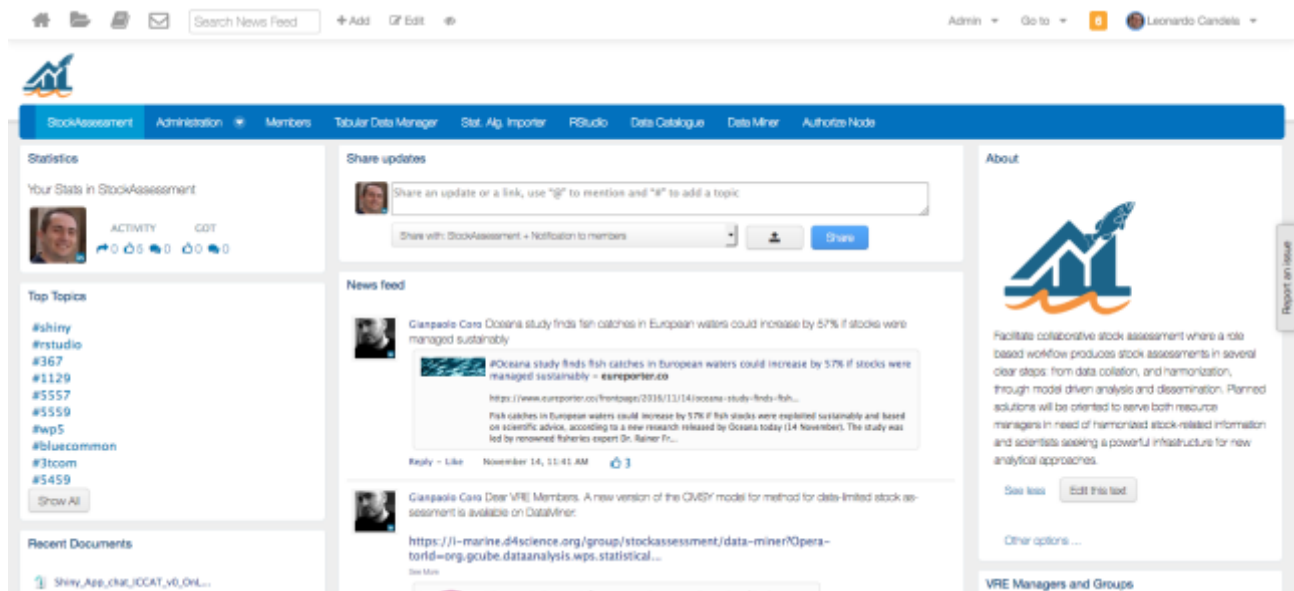 Search News Feed
Add
Edit
Admin
Go to
6
Leonardo Candela
StockAssessment
Administration
Members
Tabular Data Manager
Stat. Alg. Importer
RStudio
Data Catalogue
Data Miner
Authorize Node
Statistics
Your Stats in StockAssessment
ACTIVITY
GOT
0 6 0
0 0
Top Topics
#shiny
#rstudio
#367
#1129
#5557
#5559
#wp5
#bluecommon
#3tcom
#5459
Show All
Recent Documents
Shiny_App_chat_ICCAT_v0_OnL...
Share updates
Share an update or a link, use "@" to mention and "#" to add a topic
Share with: StockAssessment + Notification to members
Share
News feed
Gianpaolo Coro Oceana study finds fish catches in European waters could increase by 57% if stocks were
managed sustainably
#Oceana study finds fish catches in European waters could increase by 57% if stocks were
managed sustainably – eureporter.co
https://www.eureporter.co/frontpage/2016/11/14/oceana-study-finds-fish...
Fish catches in European waters could increase by 57% if fish stocks were exploited sustainably and based
on scientific advice, according to a new research released by Oceana today (14 November). The study was
led by renowned fisheries expert Dr. Rainer Fr...
Reply – Like
November 14, 11:41 AM
3
Gianpaolo Coro Dear VRE Members. A new version of the CMSY model for method for data-limited stock as-
sessment is available on DataMiner:
https://i-marine.d4science.org/group/stockassessment/data-miner?Opera-
torId=org.gcube.dataanalysis.wps.statistical...
See More
About
Facilitate collaborative stock assessment where a role
based workflow produces stock assessments in several
clear steps: from data collation, and harmonization,
through model driven analysis and dissemination. Planned
solutions will be oriented to serve both resource
managers in need of harmonized stock-related information
and scientists seeking a powerful infrastructure for new
analytical approaches.
See less
Edit this text
Other options ...
VRE Managers and Groups
Report an issue